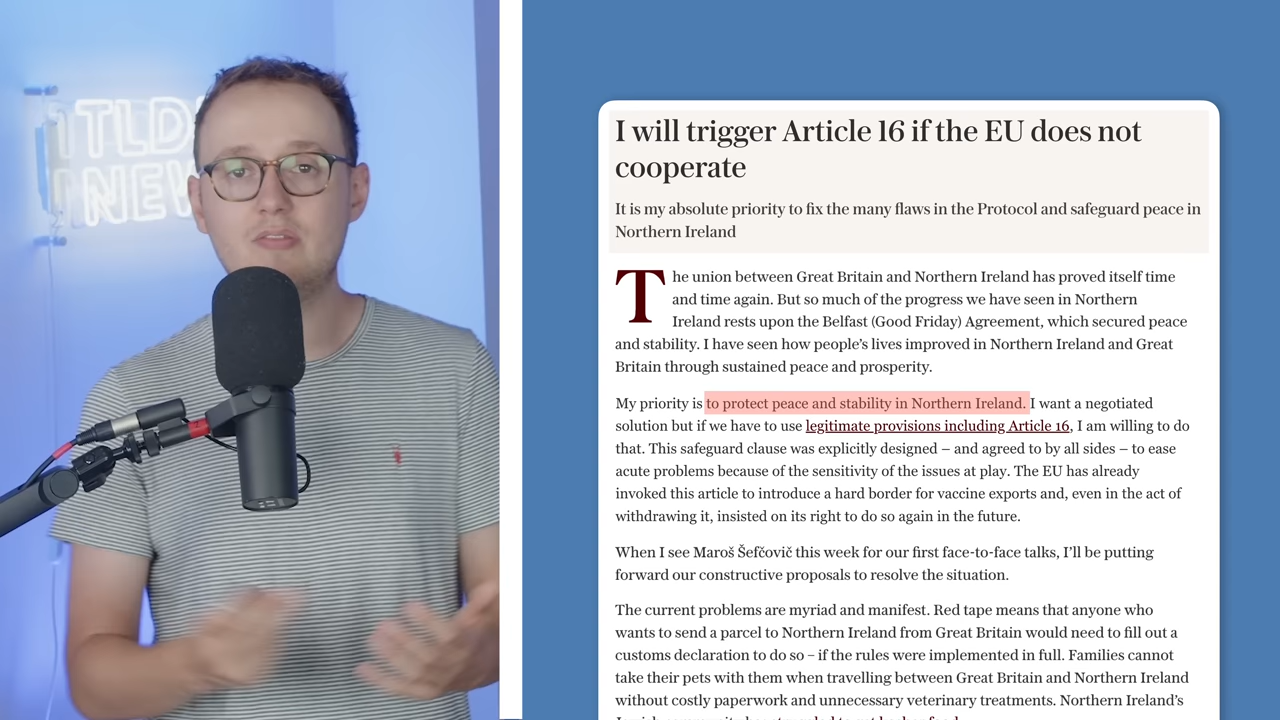 TLD
NEW
I will trigger Article 16 if the EU does not
cooperate
It is my absolute priority to fix the many flaws in the Protocol and safeguard peace in
Northern Ireland
The union between Great Britain and Northern Ireland has proved itself time
and time again. But so much of the progress we have seen in Northern
Ireland rests upon the Belfast (Good Friday) Agreement, which secured peace
and stability. I have seen how people’s lives improved in Northern Ireland and Great
Britain through sustained peace and prosperity.
My priority is to protect peace and stability in Northern Ireland. I want a negotiated
solution but if we have to use legitimate provisions including Article 16, I am willing to do
that. This safeguard clause was explicitly designed – and agreed to by all sides – to ease
acute problems because of the sensitivity of the issues at play. The EU has already
invoked this article to introduce a hard border for vaccine exports and, even in the act of
withdrawing it, insisted on its right to do so again in the future.
When I see Maroš Šefčovič this week for our first face-to-face talks, I’ll be putting
forward our constructive proposals to resolve the situation.
The current problems are myriad and manifest. Red tape means that anyone who
wants to send a parcel to Northern Ireland from Great Britain would need to fill out a
customs declaration to do so – if the rules were implemented in full. Families cannot
take their pets with them when travelling between Great Britain and Northern Ireland
without costly paperwork and unnecessary veterinary treatments. Northern Ireland’s